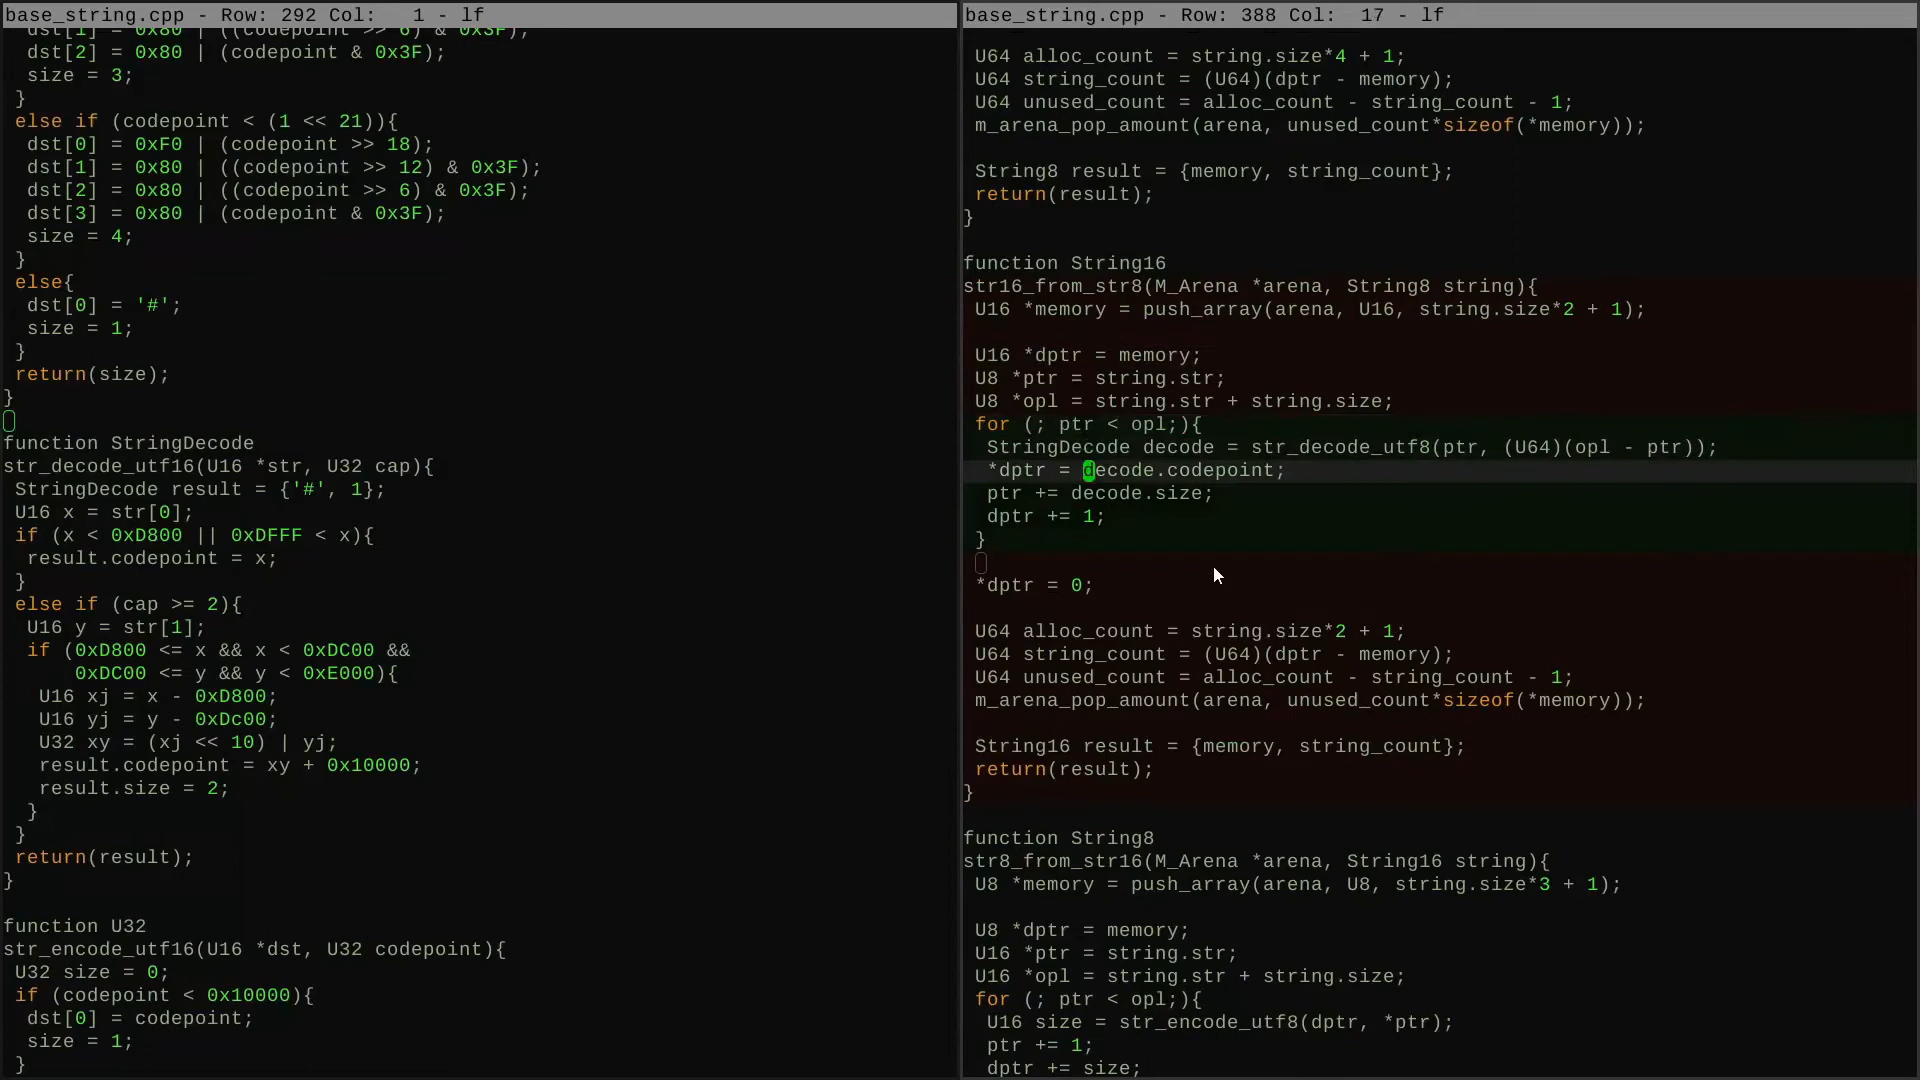 base_string.cpp - Row: 292 Col:   1 - lf
dst[1] = 0x80 | ((codepoint >> 6) & 0x3F);
dst[2] = 0x80 | (codepoint & 0x3F);
size = 3;
}
else if (codepoint < (1 << 21)){
dst[0] = 0xF0 | (codepoint >> 18);
dst[1] = 0x80 | ((codepoint >> 12) & 0x3F);
dst[2] = 0x80 | ((codepoint >> 6) & 0x3F);
dst[3] = 0x80 | (codepoint & 0x3F);
size = 4;
}
else{
dst[0] = '#';
size = 1;
}
return(size);
}
function StringDecode
str_decode_utf16(U16 *str, U32 cap){
StringDecode result = {'#', 1};
U16 x = str[0];
if (x < 0xD800 || 0xDFFF < x){
result.codepoint = x;
}
else if (cap >= 2){
U16 y = str[1];
if (0xD800 <= x && x < 0xDC00 &&
0xDC00 <= y && y < 0xE000){
U16 xj = x - 0xD800;
U16 yj = y - 0xDc00;
U32 xy = (xj << 10) | yj;
result.codepoint = xy + 0x10000;
result.size = 2;
}
}
return(result);
}
function U32
str_encode_utf16(U16 *dst, U32 codepoint){
U32 size = 0;
if (codepoint < 0x10000){
dst[0] = codepoint;
size = 1;
}
base_string.cpp - Row: 388 Col:  17 - lf
U64 alloc_count = string.size*4 + 1;
U64 string_count = (U64)(dptr - memory);
U64 unused_count = alloc_count - string_count - 1;
m_arena_pop_amount(arena, unused_count*sizeof(*memory));
String8 result = {memory, string_count};
return(result);
}
function String16
str16_from_str8(M_Arena *arena, String8 string){
U16 *memory = push_array(arena, U16, string.size*2 + 1);
U16 *dptr = memory;
U8 *ptr = string.str;
U8 *opl = string.str + string.size;
for (; ptr < opl;){
StringDecode decode = str_decode_utf8(ptr, (U64)(opl - ptr));
*dptr = decode.codepoint;
ptr += decode.size;
dptr += 1;
}
*dptr = 0;
U64 alloc_count = string.size*2 + 1;
U64 string_count = (U64)(dptr - memory);
U64 unused_count = alloc_count - string_count - 1;
m_arena_pop_amount(arena, unused_count*sizeof(*memory));
String16 result = {memory, string_count};
return(result);
}
function String8
str8_from_str16(M_Arena *arena, String16 string){
U8 *memory = push_array(arena, U8, string.size*3 + 1);
U8 *dptr = memory;
U16 *ptr = string.str;
U16 *opl = string.str + string.size;
for (; ptr < opl;){
U16 size = str_encode_utf8(dptr, *ptr);
ptr += 1;
dptr += size;